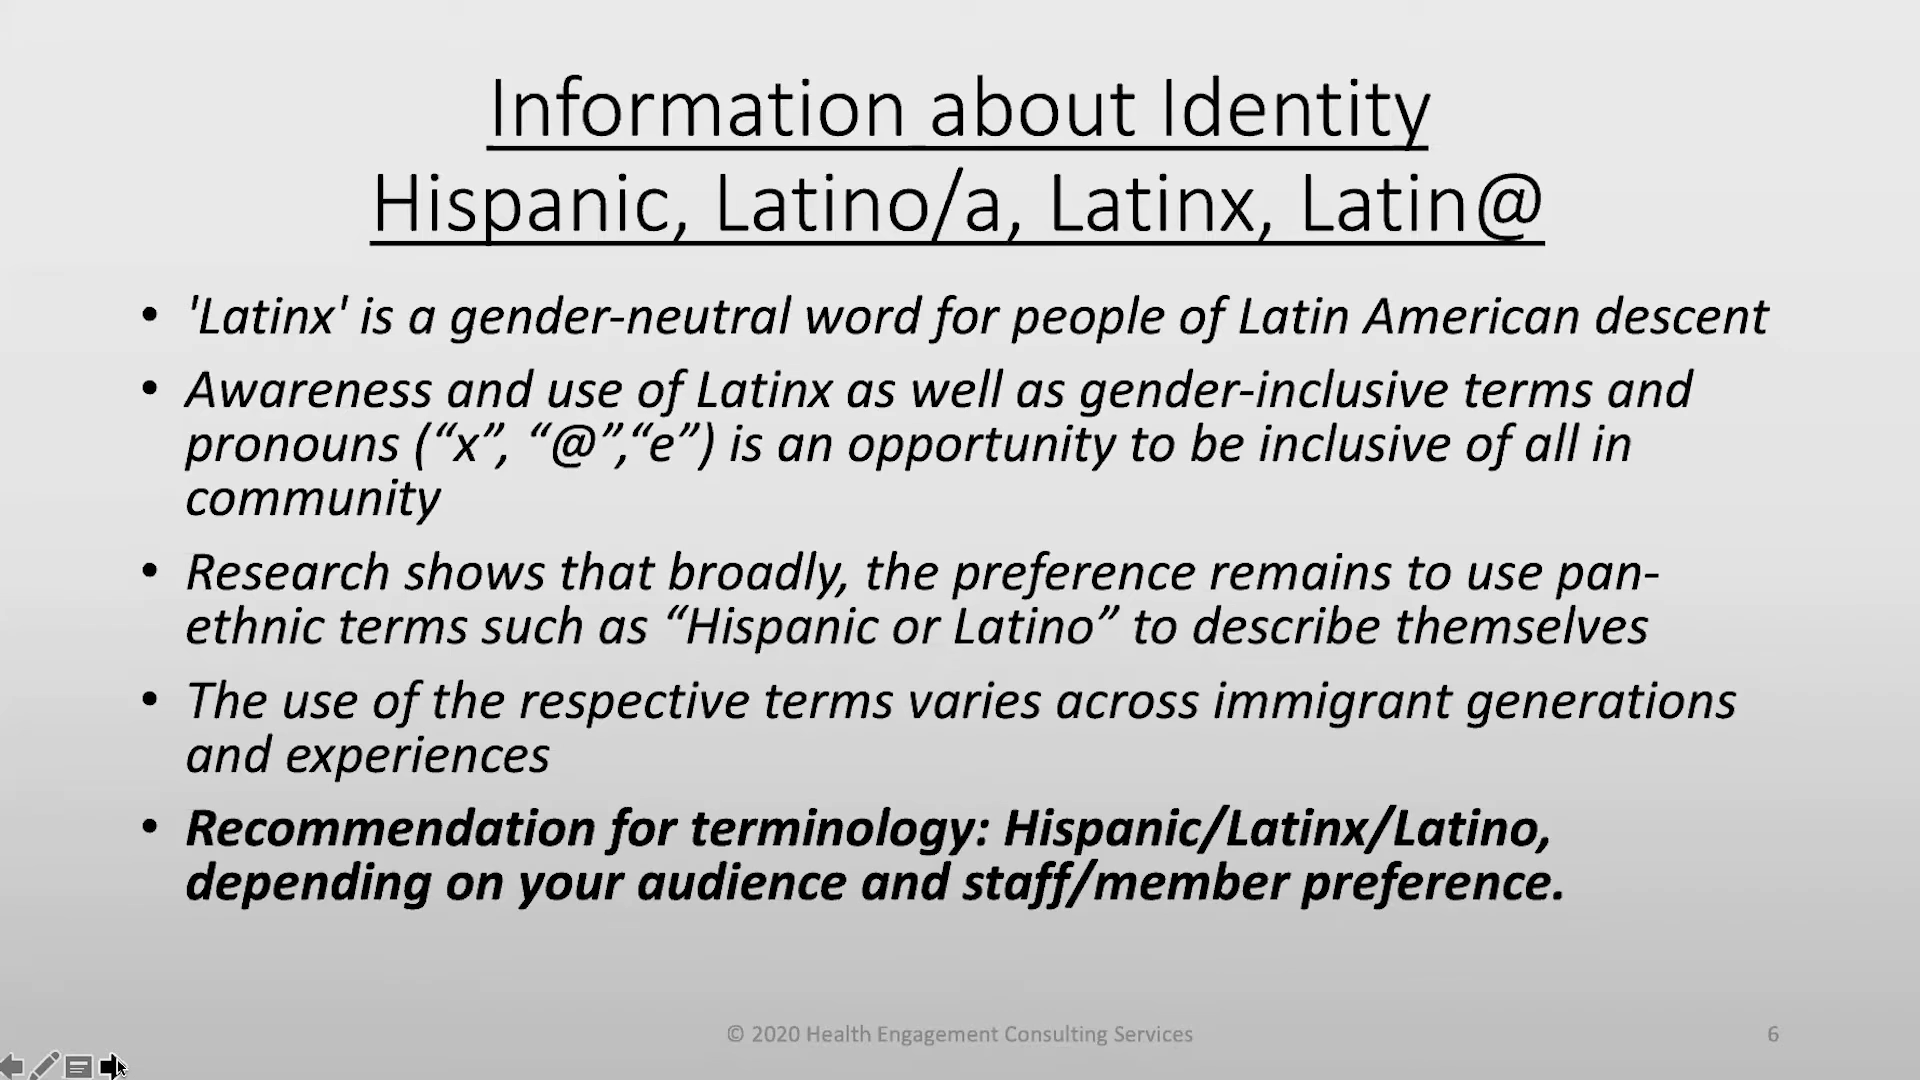 Information about Identity
Hispanic, Latino/a, Latinx, Latin@
• 'Latinx' is a gender-neutral word for people of Latin American descent
• Awareness and use of Latinx as well as gender-inclusive terms and
pronouns (“x”, “@”,“e”) is an opportunity to be inclusive of all in
community
• Research shows that broadly, the preference remains to use pan-
ethnic terms such as “Hispanic or Latino” to describe themselves
• The use of the respective terms varies across immigrant generations
and experiences
• Recommendation for terminology: Hispanic/Latinx/Latino,
depending on your audience and staff/member preference.
© 2020 Health Engagement Consulting Services
6